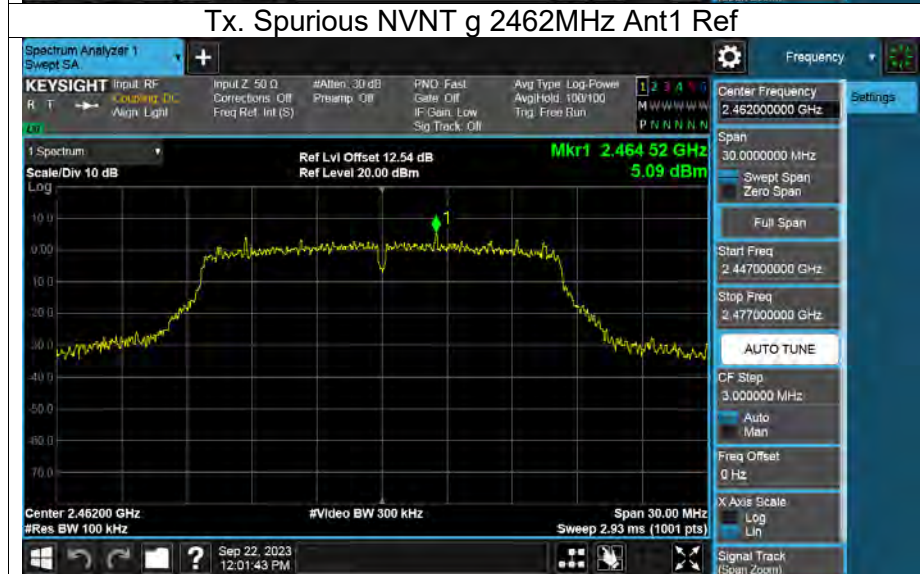 Tx. Spurious NVNT g 2462MHz Ant1 Ref
Spectrum Analyzer 1
Swept SA
+
Frequency
KEYSIGHT
R T
Input: RF
Coupling: DC
Align: Light
Input Z: 50 Ω
Corrections: Off
Freq Ref: Int (S)
#Atten: 30 dB
Preamp: Off
PNO: Fast
Gate: Off
IF Gain: Low
Sig Track: Off
Avg Type: Log-Power
Avg|Hold: 100/100
Trig: Free Run
1 2 3 4 5 6
M W W W W W
P N N N N N
Settings
Center Frequency
2.462000000 GHz
Span
30.0000000 MHz
Swept Span
Zero Span
Full Span
Start Freq
2.447000000 GHz
Stop Freq
2.477000000 GHz
AUTO TUNE
CF Step
3.000000 MHz
Auto
Man
Freq Offset
0 Hz
X Axis Scale
Log
Lin
Signal Track
(Span Zoom)
1 Spectrum
Scale/Div 10 dB
Log
Ref Lvl Offset 12.54 dB
Ref Level 20.00 dBm
Mkr1 2.464 52 GHz
5.09 dBm
1
10.0
0.00
-10.0
-20.0
-30.0
-40.0
-50.0
-60.0
-70.0
Center 2.46200 GHz
#Res BW 100 kHz
#Video BW 300 kHz
Span 30.00 MHz
Sweep 2.93 ms (1001 pts)
?
Sep 22, 2023
12:01:43 PM